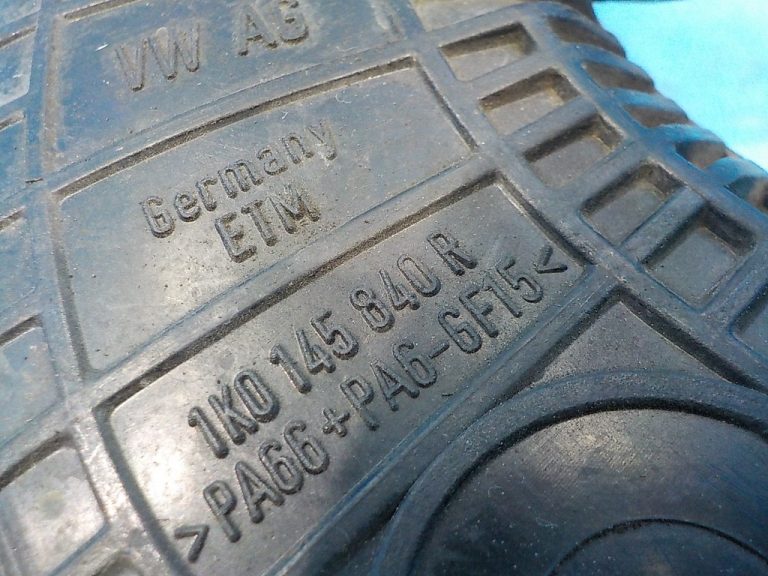 VW AG
Germany
ETM
1K0 145 840 R
>PA66+PA6-GF15<